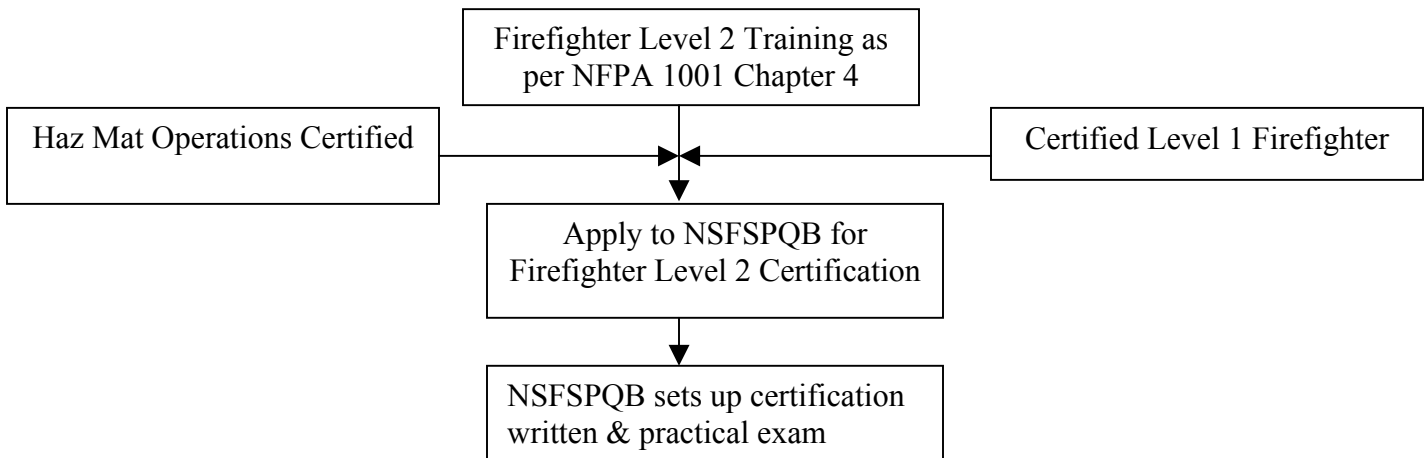 Firefighter Level 2 Training as
per NFPA 1001 Chapter 4
Haz Mat Operations Certified
Certified Level 1 Firefighter
Apply to NSFSPQB for
Firefighter Level 2 Certification
NSFSPQB sets up certification
written & practical exam